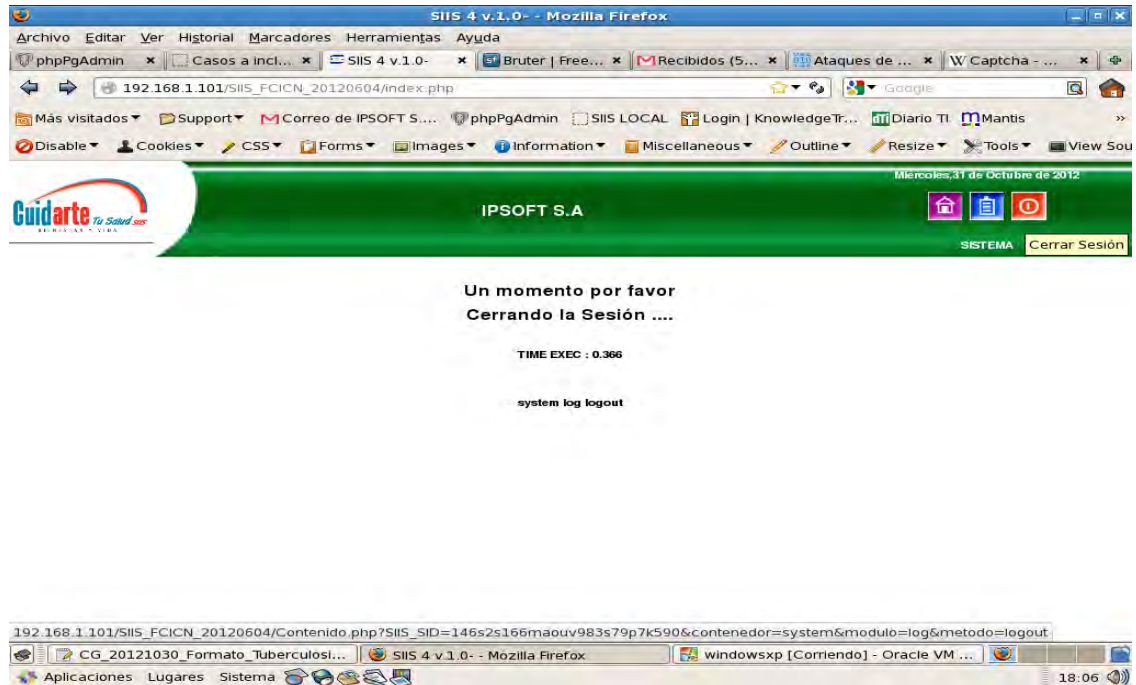 SIIS 4 v.1.0- - Mozilla Firefox
Archivo Editar Ver Historial Marcadores Herramientas Ayuda
phpPgAdmin Casos a incl... SIIS 4 v.1.0- Bruter | Free... Recibidos (5... Ataques de ... Captcha - ...
192.168.1.101/SIIS_FCICN_20120604/index.php Google
Más visitados Support Correo de IPSOFT S.... phpPgAdmin SIIS LOCAL Login | KnowledgeTr... Diario TI Mantis »
Disable Cookies CSS Forms Images Information Miscellaneous Outline Resize Tools View Sou
Miercoles,31 de Octubre de 2012
Cuidarte Tu Salud
IPSOFT S.A
SISTEMA Cerrar Sesión
Un momento por favor
Cerrando la Sesión ....
TIME EXEC : 0.366
system log logout
192.168.1.101/SIIS_FCICN_20120604/Contenido.php?SIIS_SID=146s2s166maouv983s79p7k590&contenedor=system&modulo=log&metodo=logout
CG_20121030_Formato_Tuberculosi... SIIS 4 v.1.0- - Mozilla Firefox windowsxp [Corriendo] - Oracle VM ...
Aplicaciones Lugares Sistema 18:06